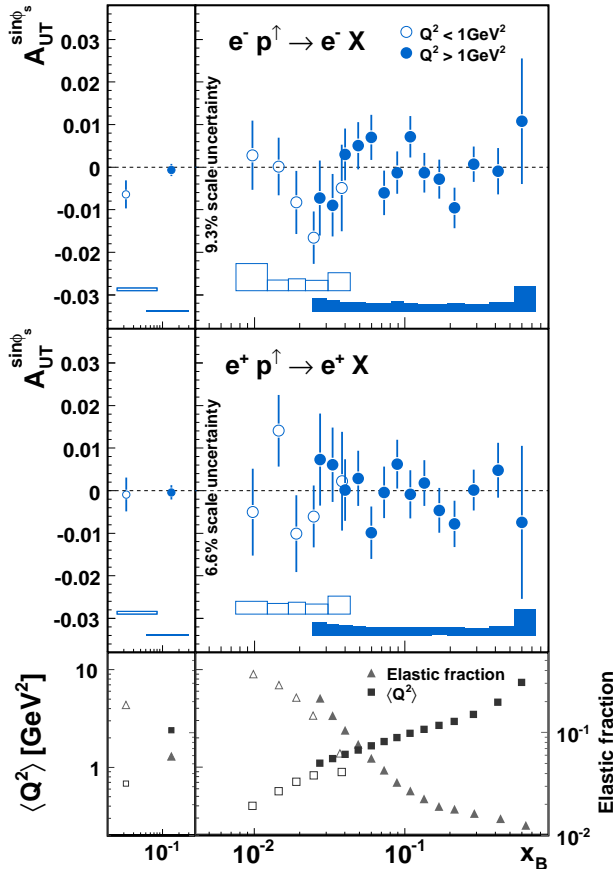 A_UT^sinϕ_s
0.03
0.02
0.01
0
-0.01
-0.02
-0.03
9.3% scale uncertainty
e⁻ p↑ → e⁻ X
Q² < 1GeV²
Q² > 1GeV²
A_UT^sinϕ_s
0.03
0.02
0.01
0
-0.01
-0.02
-0.03
6.6% scale uncertainty
e⁺ p↑ → e⁺ X
⟨Q²⟩ [GeV²]
10
1
Elastic fraction
⟨Q²⟩
Elastic fraction
10⁻¹
10⁻²
10⁻¹
10⁻²
10⁻¹
x_B